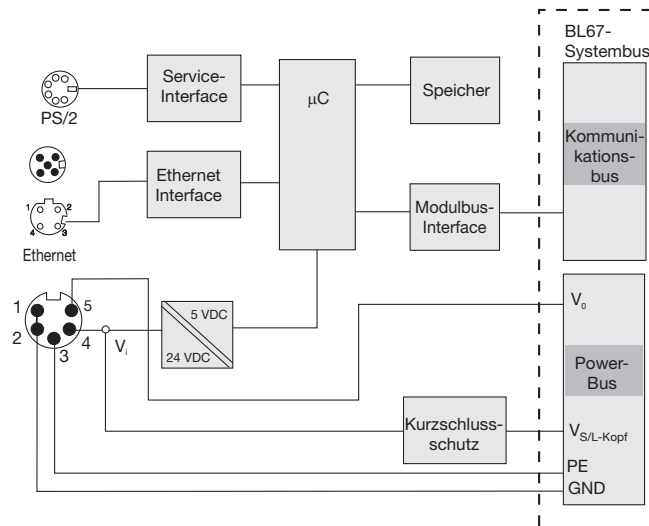 BL67-
Systembus
Service-
Interface
µC
Speicher
PS/2
Kommuni-
kations-
bus
Ethernet
Interface
Modulbus-
Interface
1 2
4 3
Ethernet
1 5
2 4
3
Vi
5 VDC
24 VDC
V0
Power-
Bus
Kurzschluss-
schutz
VS/L-Kopf
PE
GND